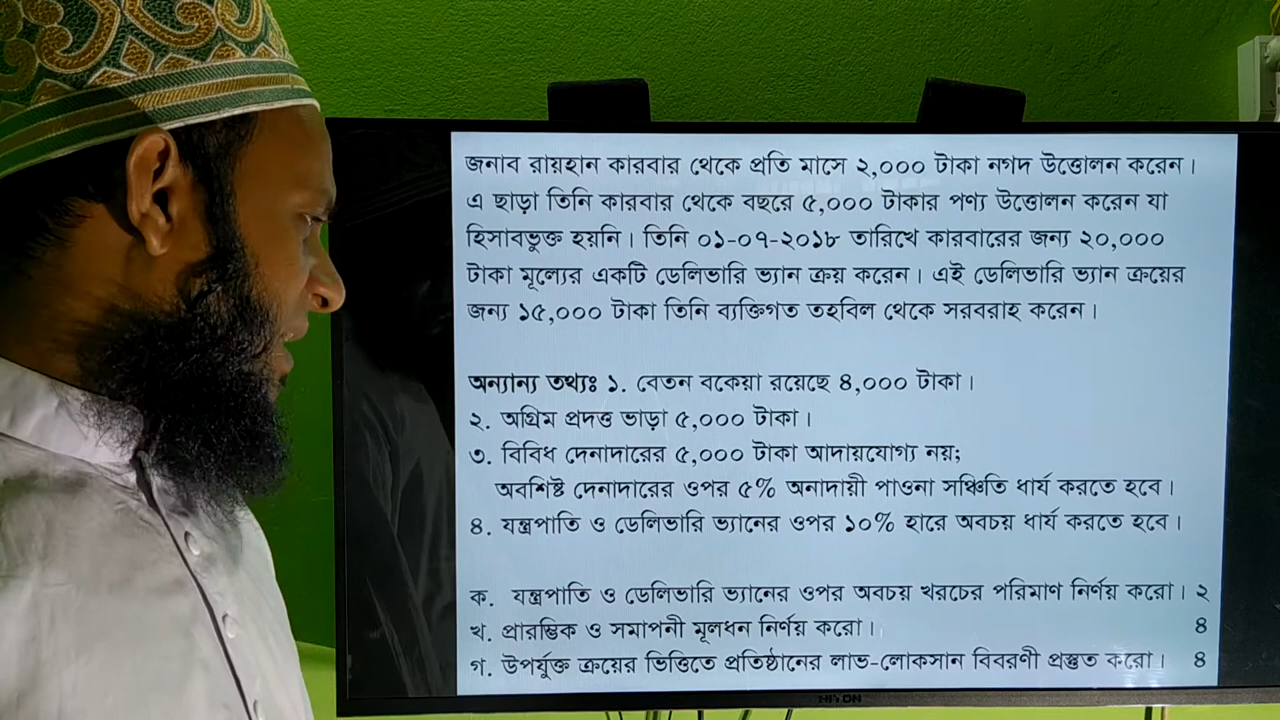 জনাব রায়হান কারবার থেকে প্রতি মাসে ২,০০০ টাকা নগদ উত্তোলন করেন।
এ ছাড়া তিনি কারবার থেকে বছরে ৫,০০০ টাকার পণ্য উত্তোলন করেন যা
হিসাবভুক্ত হয়নি। তিনি ০১-০৭-২০১৮ তারিখে কারবারের জন্য ২০,০০০
টাকা মূল্যের একটি ডেলিভারি ভ্যান ক্রয় করেন। এই ডেলিভারি ভ্যান ক্রয়ের
জন্য ১৫,০০০ টাকা তিনি ব্যক্তিগত তহবিল থেকে সরবরাহ করেন।
অন্যান্য তথ্যঃ ১. বেতন বকেয়া রয়েছে ৪,০০০ টাকা।
২. অগ্রিম প্রদত্ত ভাড়া ৫,০০০ টাকা।
৩. বিবিধ দেনাদারের ৫,০০০ টাকা আদায়যোগ্য নয়;
অবশিষ্ট দেনাদারের ওপর ৫% অনাদায়ী পাওনা সঞ্চিতি ধার্য করতে হবে।
৪. যন্ত্রপাতি ও ডেলিভারি ভ্যানের ওপর ১০% হারে অবচয় ধার্য করতে হবে।
ক. যন্ত্রপাতি ও ডেলিভারি ভ্যানের ওপর অবচয় খরচের পরিমাণ নির্ণয় করো। ২
খ. প্রারম্ভিক ও সমাপনী মূলধন নির্ণয় করো। ৪
গ. উপর্যুক্ত ক্রয়ের ভিত্তিতে প্রতিষ্ঠানের লাভ-লোকসান বিবরণী প্রস্তুত করো। ৪